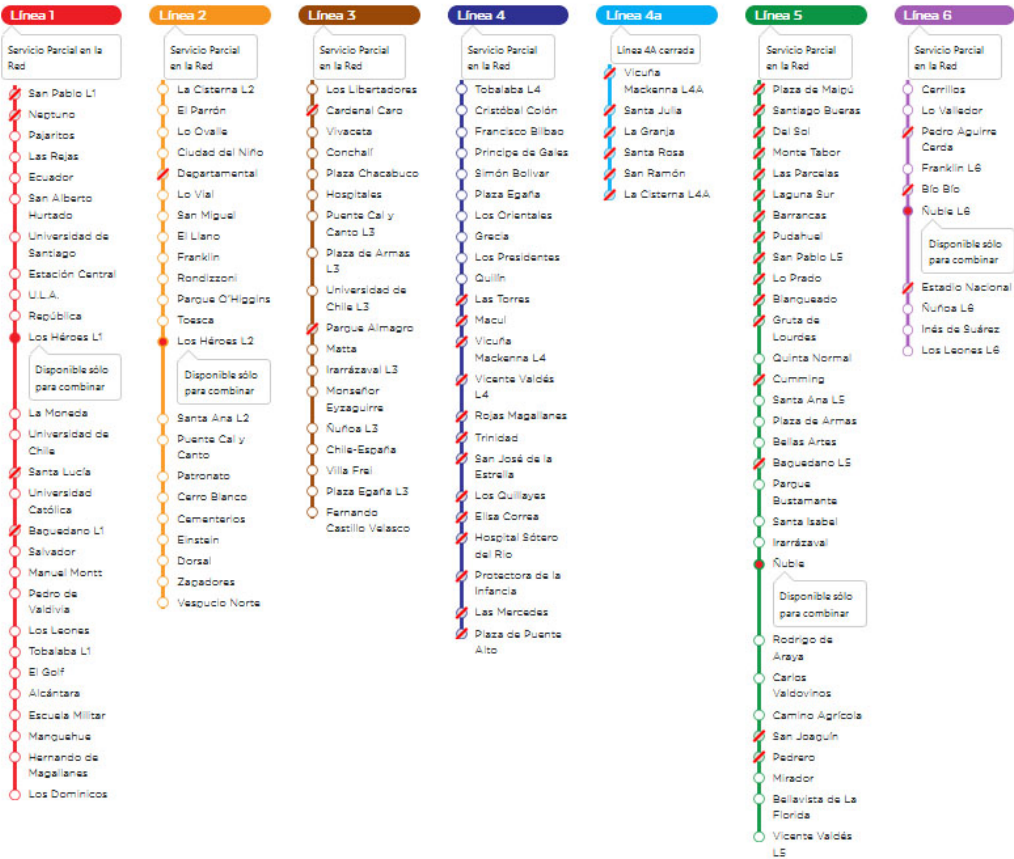 Línea 1
Servicio Parcial en la
Red
San Pablo L1
Neptuno
Pajaritos
Las Rejas
Ecuador
San Alberto
Hurtado
Universidad de
Santiago
Estación Central
U.L.A.
República
Los Héroes L1
Disponible sólo
para combinar
La Moneda
Universidad de
Chile
Santa Lucía
Universidad
Católica
Baquedano L1
Salvador
Manuel Montt
Pedro de
Valdivia
Los Leones
Tobalaba L1
El Golf
Alcántara
Escuela Militar
Manquehue
Hernando de
Magallanes
Los Dominicos
Línea 2
Servicio Parcial
en la Red
La Cisterna L2
El Parrón
Lo Ovalle
Ciudad del Niño
Departamental
Lo Vial
San Miguel
El Llano
Franklin
Rondizzoni
Parque O'Higgins
Toesca
Los Héroes L2
Disponible sólo
para combinar
Santa Ana L2
Puente Cal y
Canto
Patronato
Cerro Blanco
Cementerios
Einstein
Dorsal
Zapadores
Vespucio Norte
Línea 3
Servicio Parcial
en la Red
Los Libertadores
Cardenal Caro
Vivaceta
Conchalí
Plaza Chacabuco
Hospitales
Puente Cal y
Canto L3
Plaza de Armas
L3
Universidad de
Chile L3
Parque Almagro
Matta
Irarrázaval L3
Monseñor
Eyzaguirre
Ñuñoa L3
Chile-España
Villa Frei
Plaza Egaña L3
Fernando
Castillo Velasco
Línea 4
Servicio Parcial
en la Red
Tobalaba L4
Cristóbal Colón
Francisco Bilbao
Principe de Gales
Simón Bolivar
Plaza Egaña
Los Orientales
Grecia
Los Presidentes
Quilín
Las Torres
Macul
Vicuña
Mackenna L4
Vicente Valdés
L4
Rojas Magallanes
Trinidad
San José de la
Estrella
Los Quillayes
Elisa Correa
Hospital Sótero
del Río
Protectora de la
Infancia
Las Mercedes
Plaza de Puente
Alto
Línea 4a
Línea 4A cerrada
Vicuña
Mackenna L4A
Santa Julia
La Granja
Santa Rosa
San Ramón
La Cisterna L4A
Línea 5
Servicio Parcial
en la Red
Plaza de Maipú
Santiago Bueras
Del Sol
Monte Tabor
Las Parcelas
Laguna Sur
Barrancas
Pudahuel
San Pablo L5
Lo Prado
Blanqueado
Gruta de
Lourdes
Quinta Normal
Cumming
Santa Ana L5
Plaza de Armas
Bellas Artes
Baquedano L5
Parque
Bustamante
Santa Isabel
Irarrázaval
Ñuble
Disponible sólo
para combinar
Rodrigo de
Araya
Carlos
Valdovinos
Camino Agrícola
San Joaquín
Pedrero
Mirador
Bellavista de La
Florida
Vicente Valdés
L5
Línea 6
Servicio Parcial
en la Red
Cerrillos
Lo Valledor
Pedro Aguirre
Cerda
Franklin L6
Bío Bío
Ñuble L6
Disponible sólo
para combinar
Estadio Nacional
Ñuñoa L6
Inés de Suárez
Los Leones L6